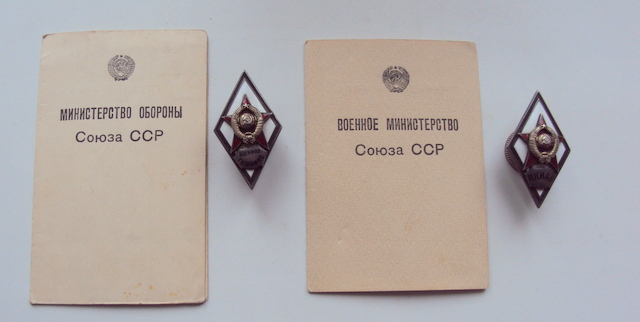 МИНИСТЕРСТВО ОБОРОНЫ
Союза ССР
ВОЕННОЕ МИНИСТЕРСТВО
Союза ССР